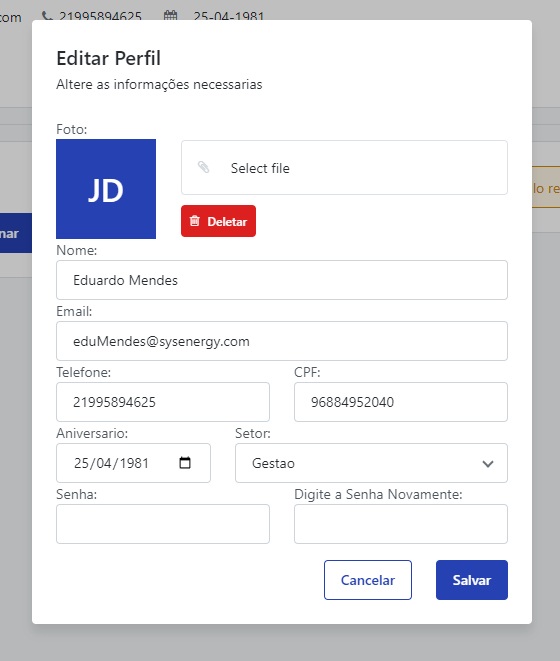 com 21995894625 25-04-1981
Editar Perfil
Altere as informações necessarias
Foto:
JD
Select file
Deletar
lo re
nar
Nome:
Eduardo Mendes
Email:
eduMendes@sysenergy.com
Telefone: CPF:
21995894625 96884952040
Aniversario: Setor:
25/04/1981 Gestao
Senha: Digite a Senha Novamente:
Cancelar Salvar